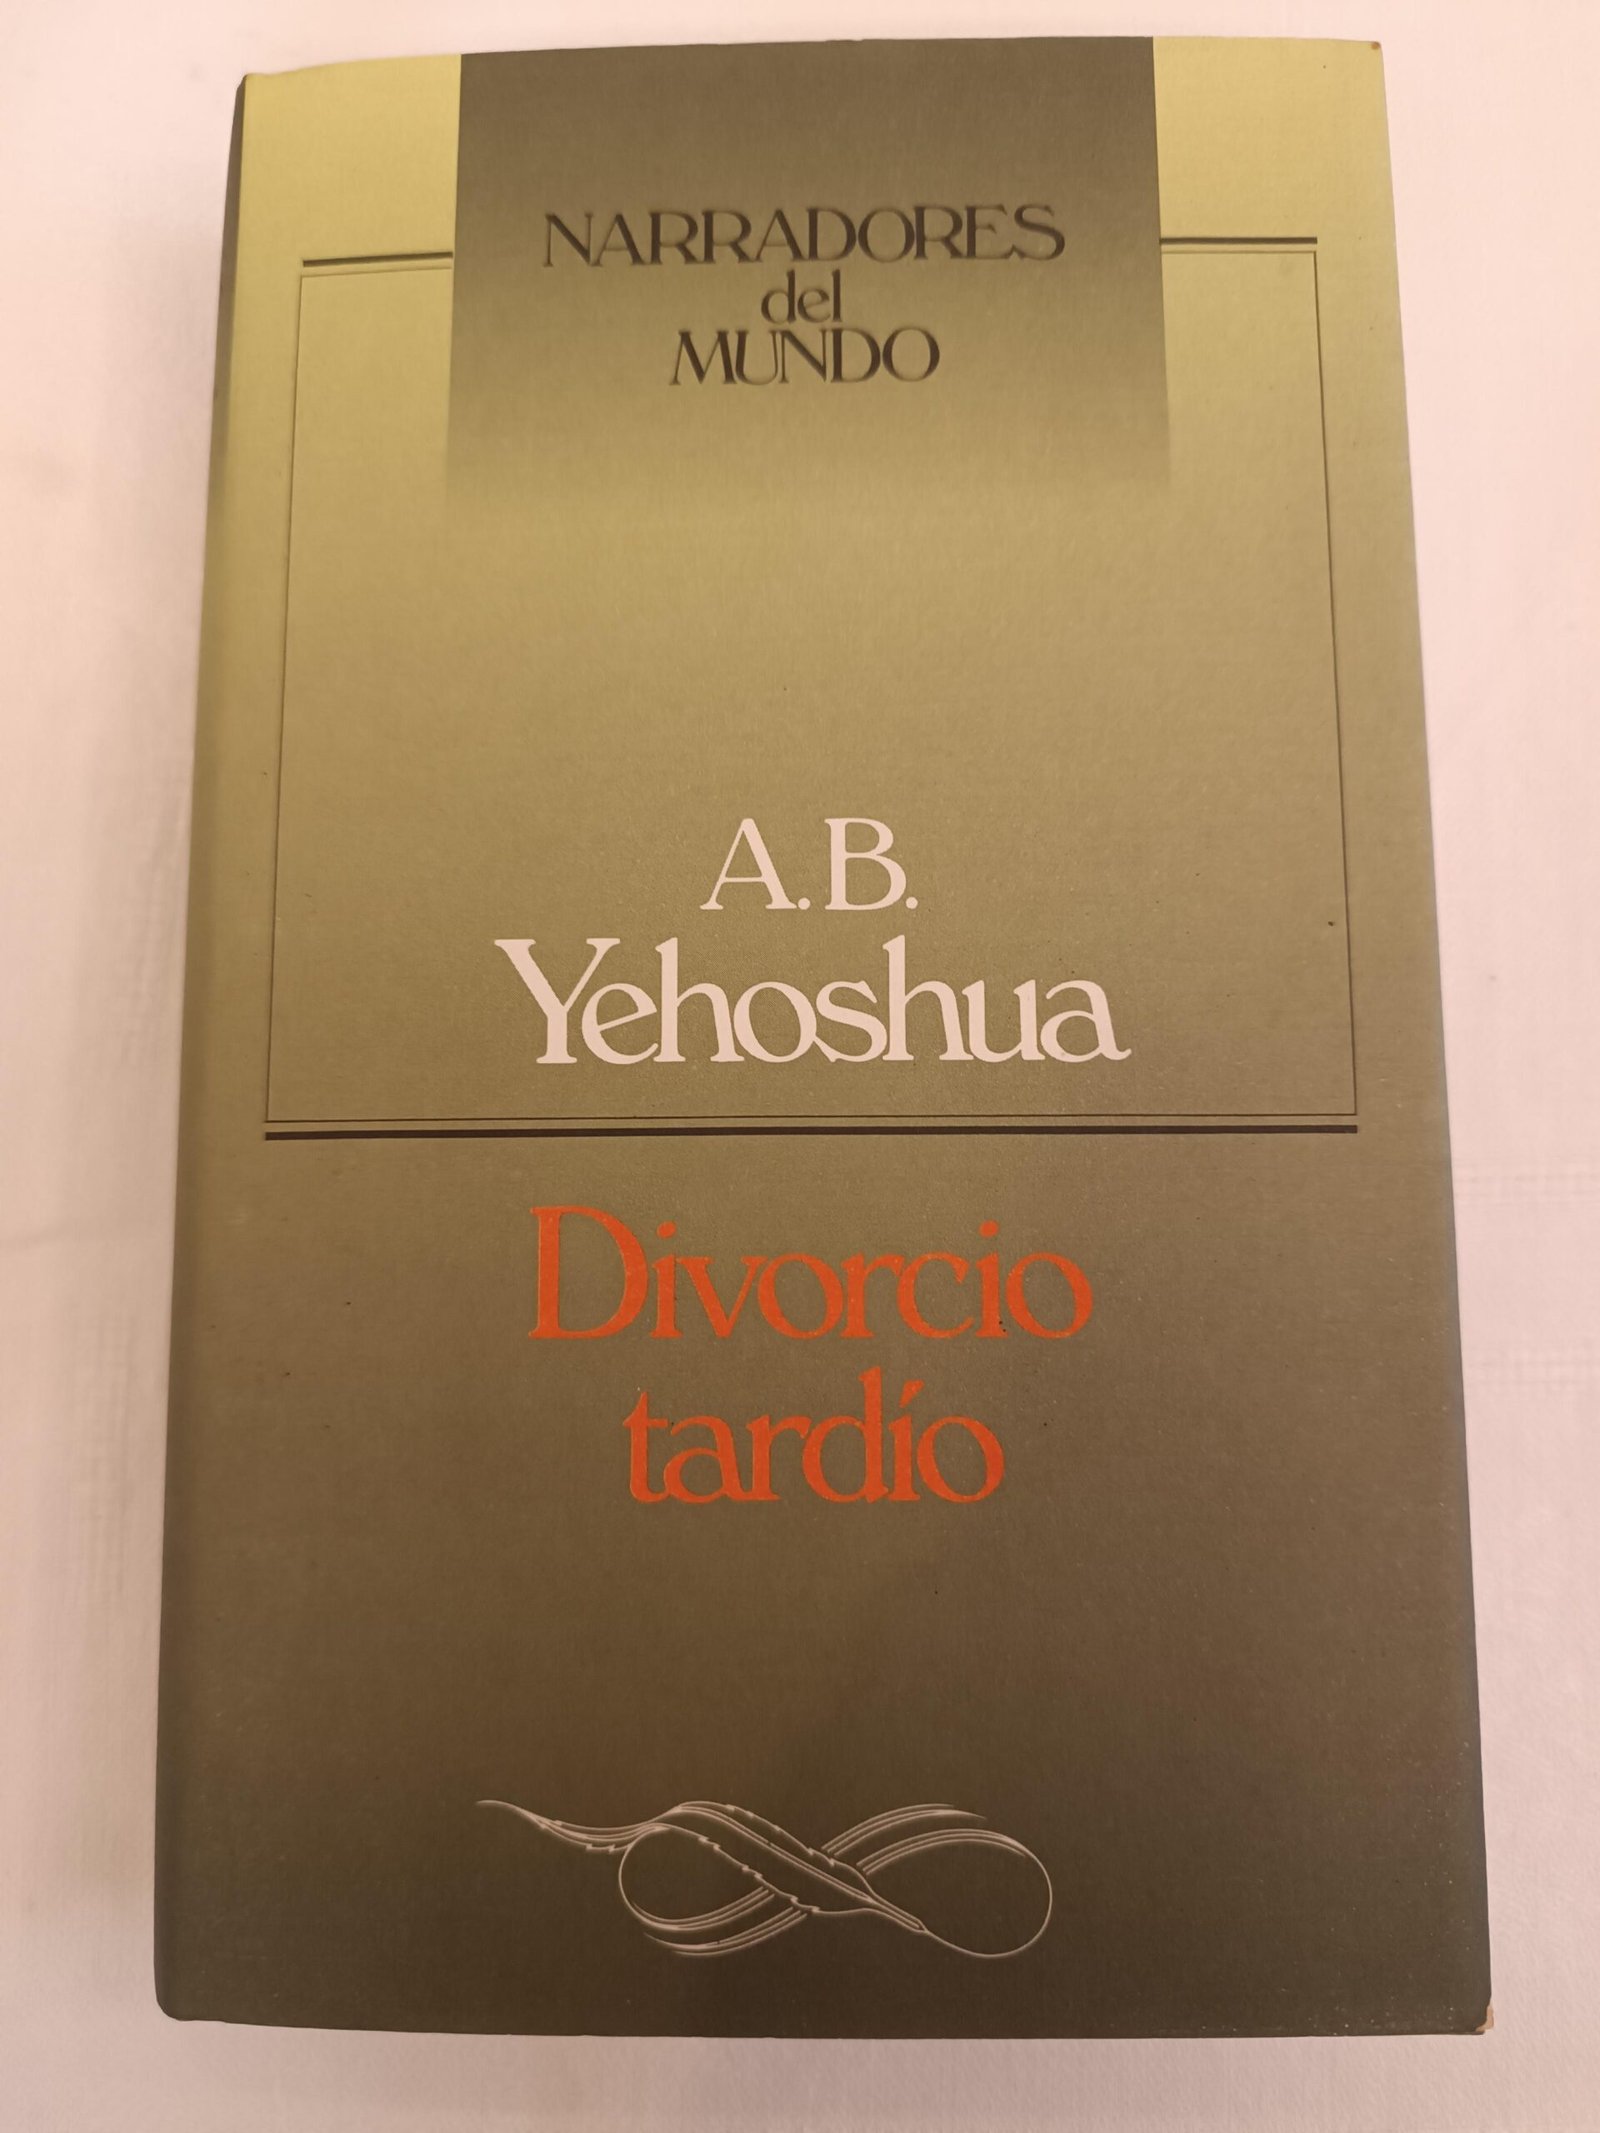 NARRADORES
del
MUNDO
A.B.
Yehoshua
Divorcio
tardío